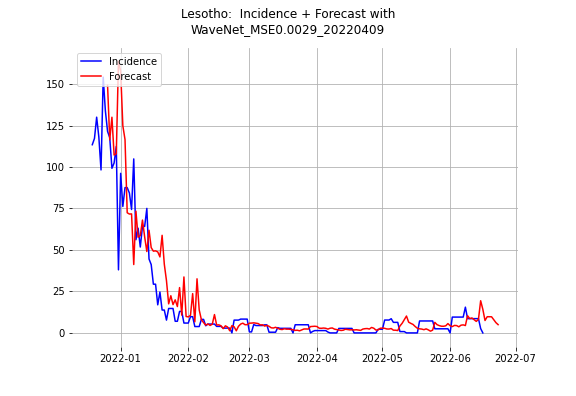 Lesotho:  Incidence + Forecast with
WaveNet_MSE0.0029_20220409
Incidence
Forecast
150
125
100
75
50
25
0
2022-01 2022-02 2022-03 2022-04 2022-05 2022-06 2022-07